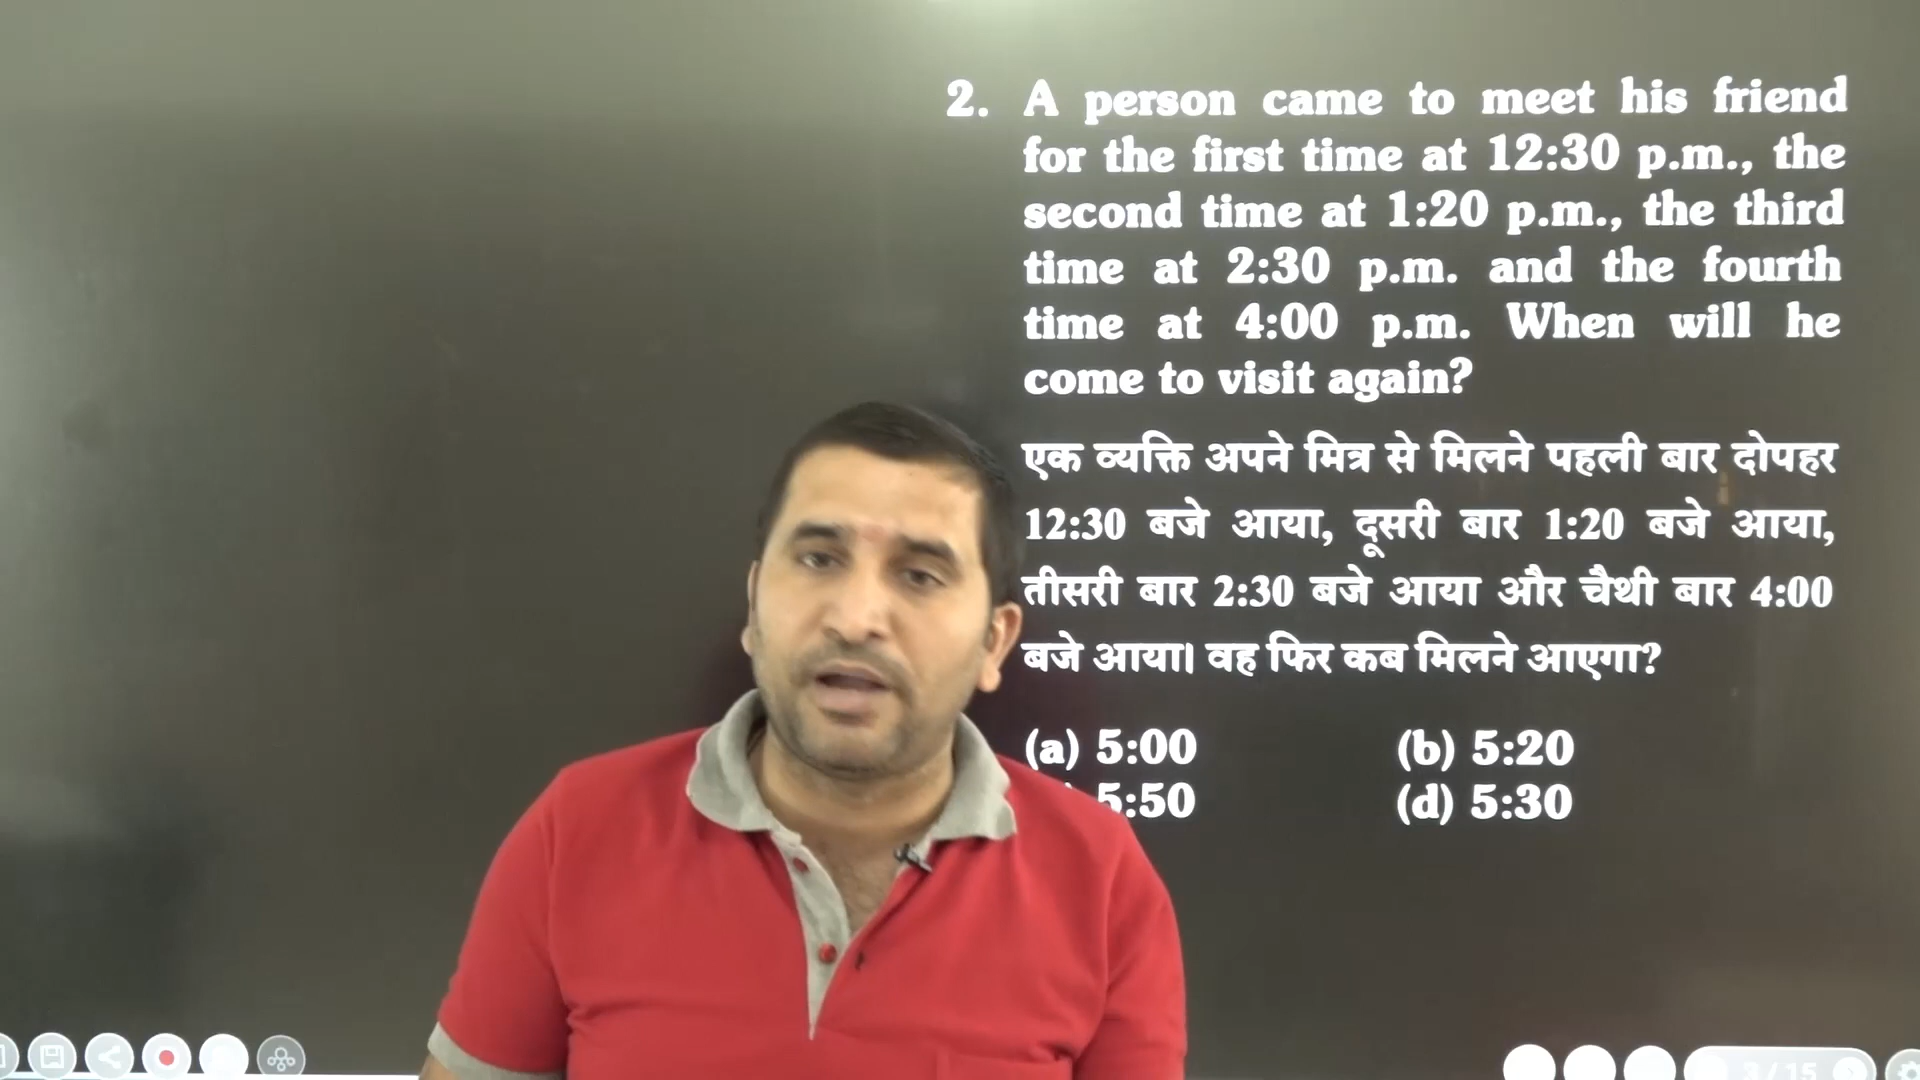 2. A person came to meet his friend
for the first time at 12:30 p.m., the
second time at 1:20 p.m., the third
time at 2:30 p.m. and the fourth
time at 4:00 p.m. When will he
come to visit again?
एक व्यक्ति अपने मित्र से मिलने पहली बार दोपहर
12:30 बजे आया, दूसरी बार 1:20 बजे आया,
तीसरी बार 2:30 बजे आया और चैथी बार 4:00
बजे आया। वह फिर कब मिलने आएगा?
(a) 5:00 (b) 5:20
5:50 (d) 5:30
3/15